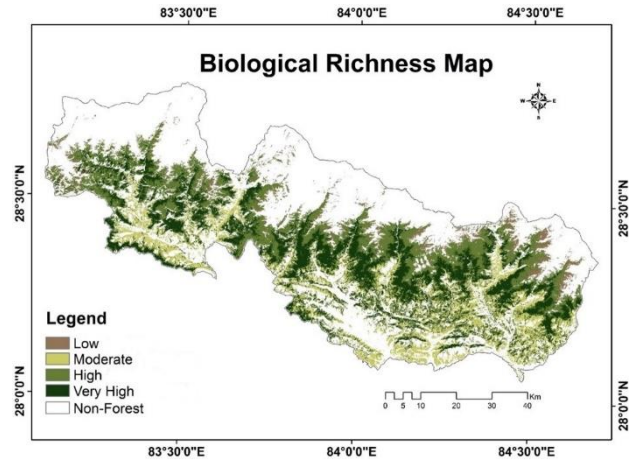 83°30'0"E 84°0'0"E 84°30'0"E
Biological Richness Map
N
W E
S
28°30'0"N 28°30'0"N
Legend
Low
Moderate
High
Very High
Non-Forest
28°0'0"N 28°0'0"N
Km
0 5 10 20 30 40
83°30'0"E 84°0'0"E 84°30'0"E